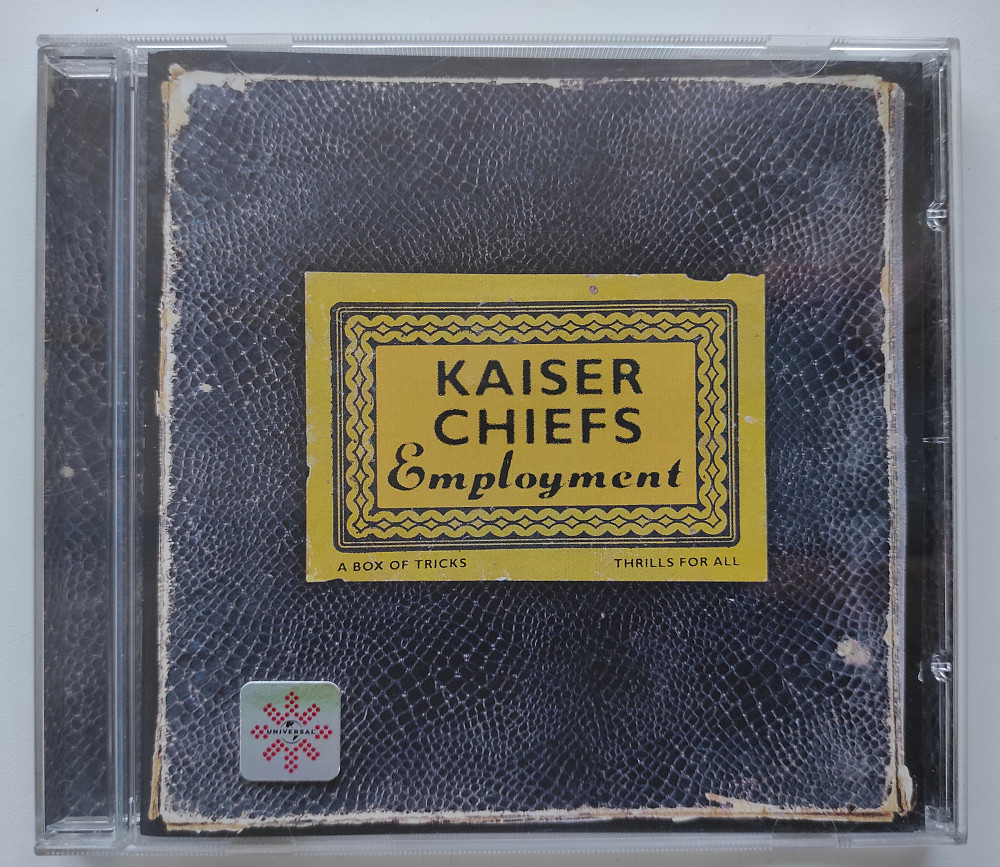 KAISER
CHIEFS
Employment
A BOX OF TRICKS
THRILLS FOR ALL
UNIVERSAL